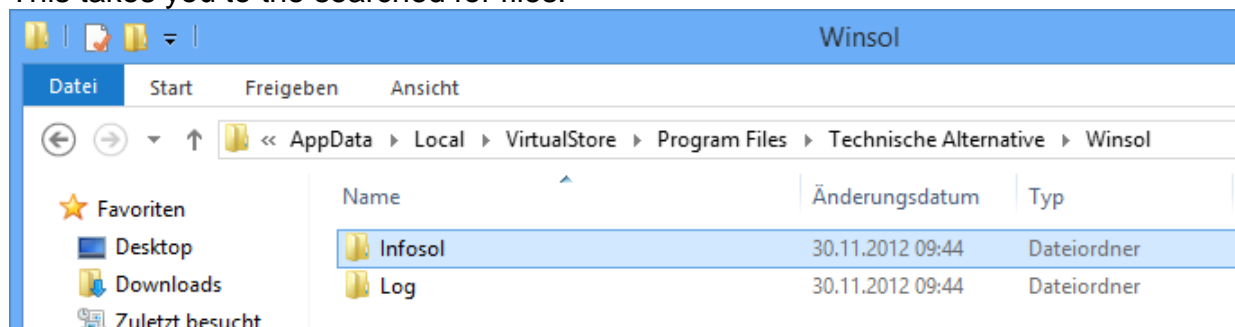 This takes you to the searched for files.
Winsol
Datei Start Freigeben Ansicht
« AppData ▸ Local ▸ VirtualStore ▸ Program Files ▸ Technische Alternative ▸ Winsol
Name Änderungsdatum Typ
Favoriten
Desktop
Downloads
Zuletzt besucht
Infosol 30.11.2012 09:44 Dateiordner
Log 30.11.2012 09:44 Dateiordner